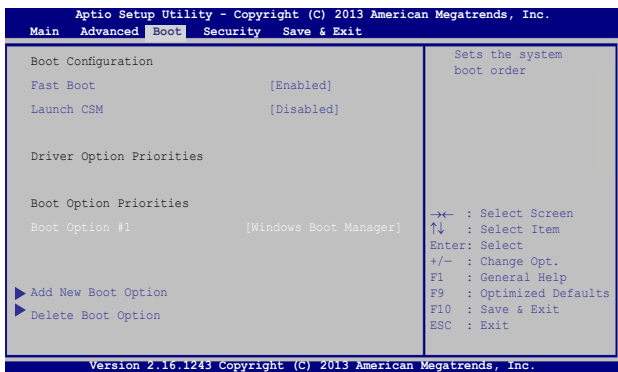 Aptio Setup Utility - Copyright (C) 2013 American Megatrends, Inc.
Main Advanced Boot Security Save & Exit
Boot Configuration
Fast Boot [Enabled]
Launch CSM [Disabled]
Driver Option Priorities
Boot Option Priorities
Boot Option #1 [Windows Boot Manager]
Add New Boot Option
Delete Boot Option
Sets the system
boot order
→← : Select Screen
↑↓ : Select Item
Enter: Select
+/— : Change Opt.
F1 : General Help
F9 : Optimized Defaults
F10 : Save & Exit
ESC : Exit
Version 2.16.1243 Copyright (C) 2013 American Megatrends, Inc.